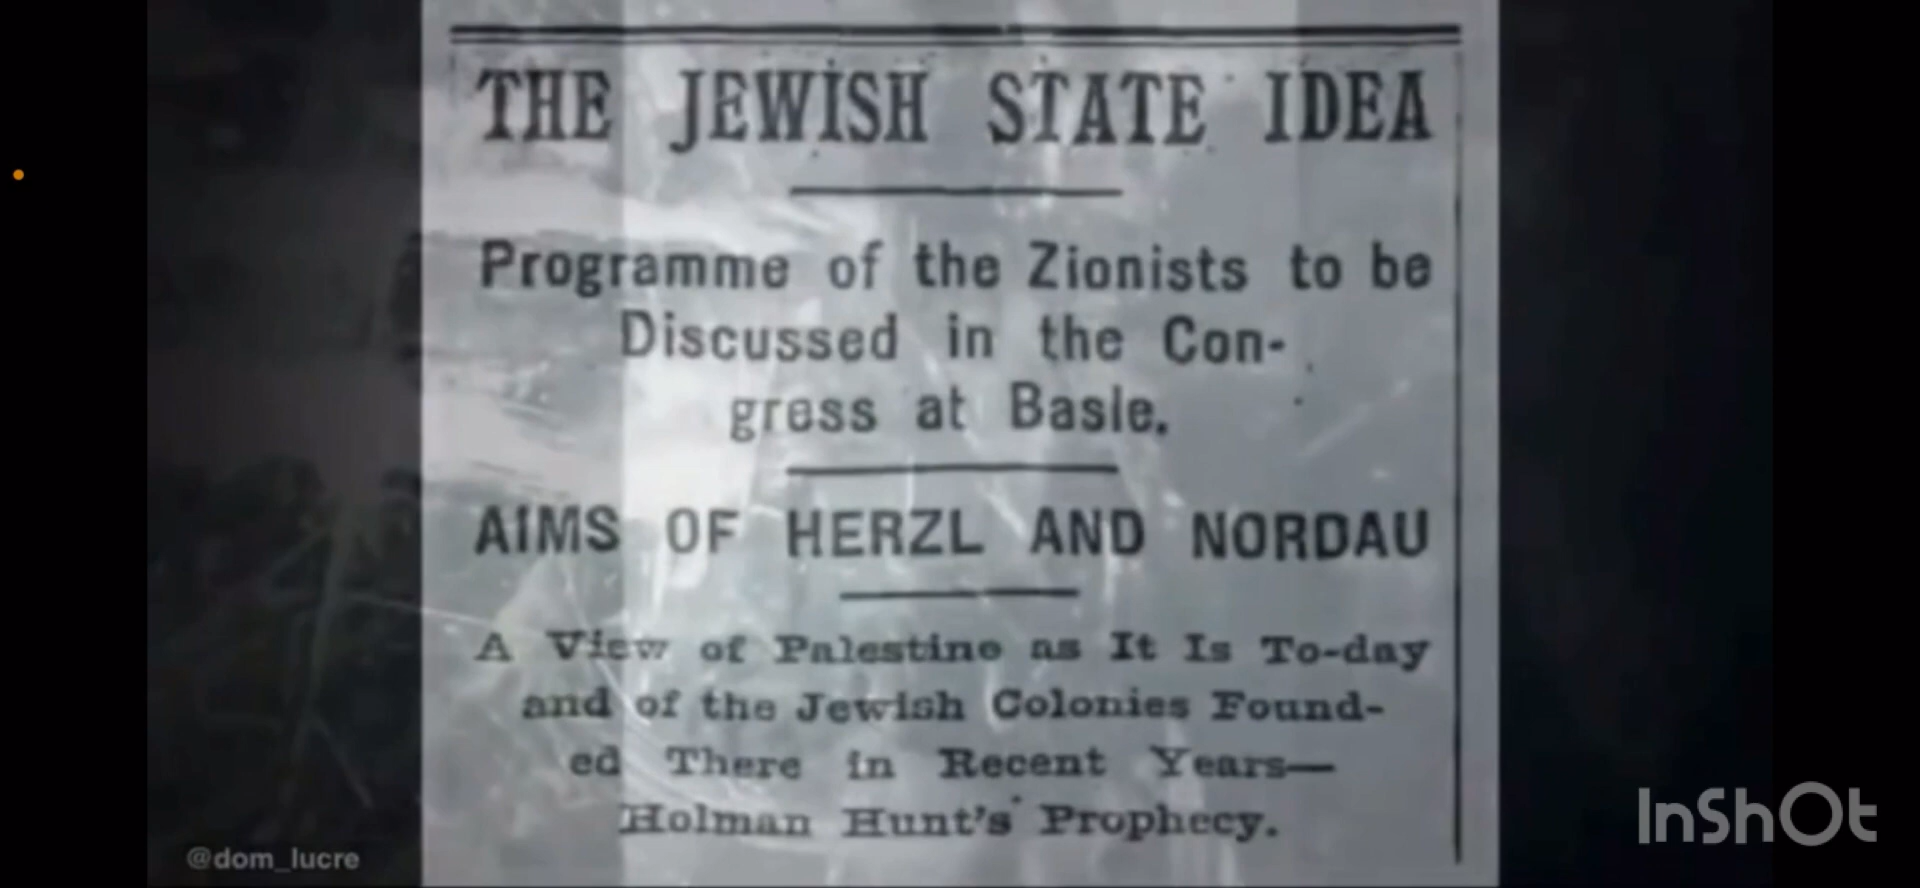 THE JEWISH STATE IDEA
Programme of the Zionists to be
Discussed in the Con-
gress at Basle.
AIMS OF HERZL AND NORDAU
A View of Palestine as It Is To-day
and of the Jewish Colonies Found-
ed There in Recent Years—
Holman Hunt's Prophecy.
@dom_lucre
InShOt